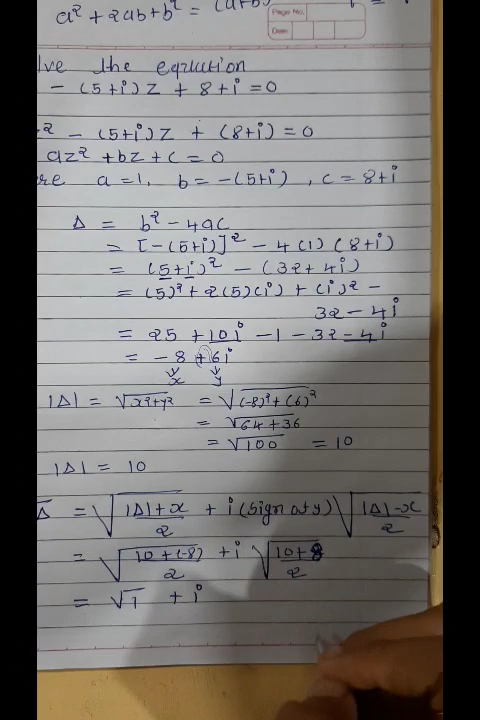 a² + 2ab + b² = (a+b)
Page No.
Date
lve the equation
- (5+i)z + 8+i = 0
z² - (5+i)z + (8+i) = 0
az² + bz + c = 0
re a = 1, b = -(5+i), c = 8+i
Δ = b² - 4ac
= [-(5+i)]² - 4(1)(8+i)
= (5+i)² - (32+4i)
= (5)² + 2(5)(i) + (i)² -
32 - 4i
= 25 + 10i - 1 - 32 - 4i
= -8 + 6i
x y
|Δ| = √x²+y² = √(-8)² + (6)²
= √64+36
= √100 = 10
|Δ| = 10
√Δ = √|Δ|+x/2 + i (sign of y) √|Δ|-x/2
= √10+(-8)/2 + i √10+8/2
= √1 + i